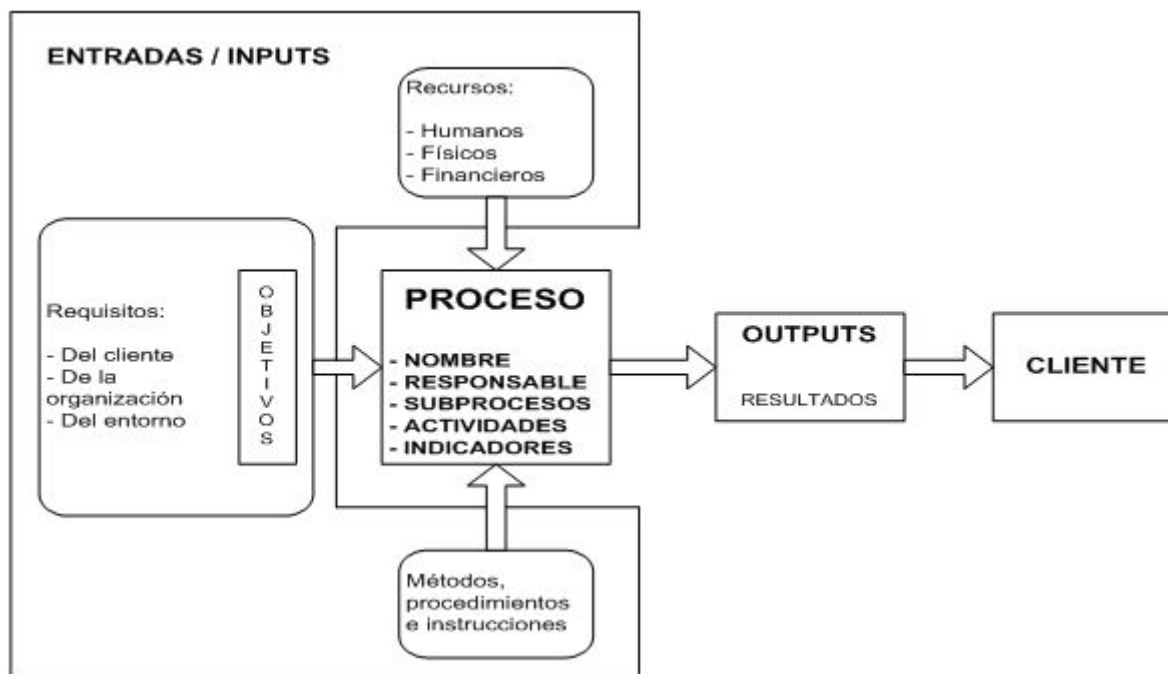 ENTRADAS / INPUTS
Recursos:
- Humanos
- Físicos
- Financieros
Requisitos:
- Del cliente
- De la
organización
- Del entorno
OBJETIVOS
PROCESO
- NOMBRE
- RESPONSABLE
- SUBPROCESOS
- ACTIVIDADES
- INDICADORES
Métodos,
procedimientos
e instrucciones
OUTPUTS
RESULTADOS
CLIENTE